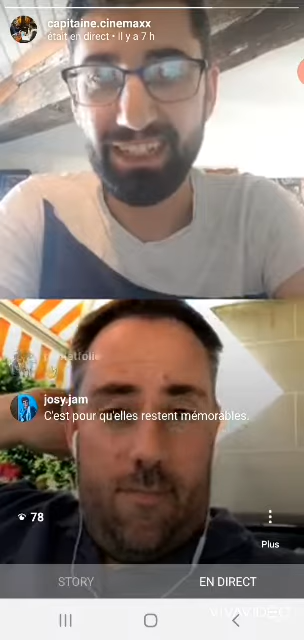 capitaine.cinemaxx
était en direct • il y a 7 h
josy.jam
C'est pour qu'elles restent mémorables.
78
Plus
STORY
EN DIRECT
VIVAVIDEO